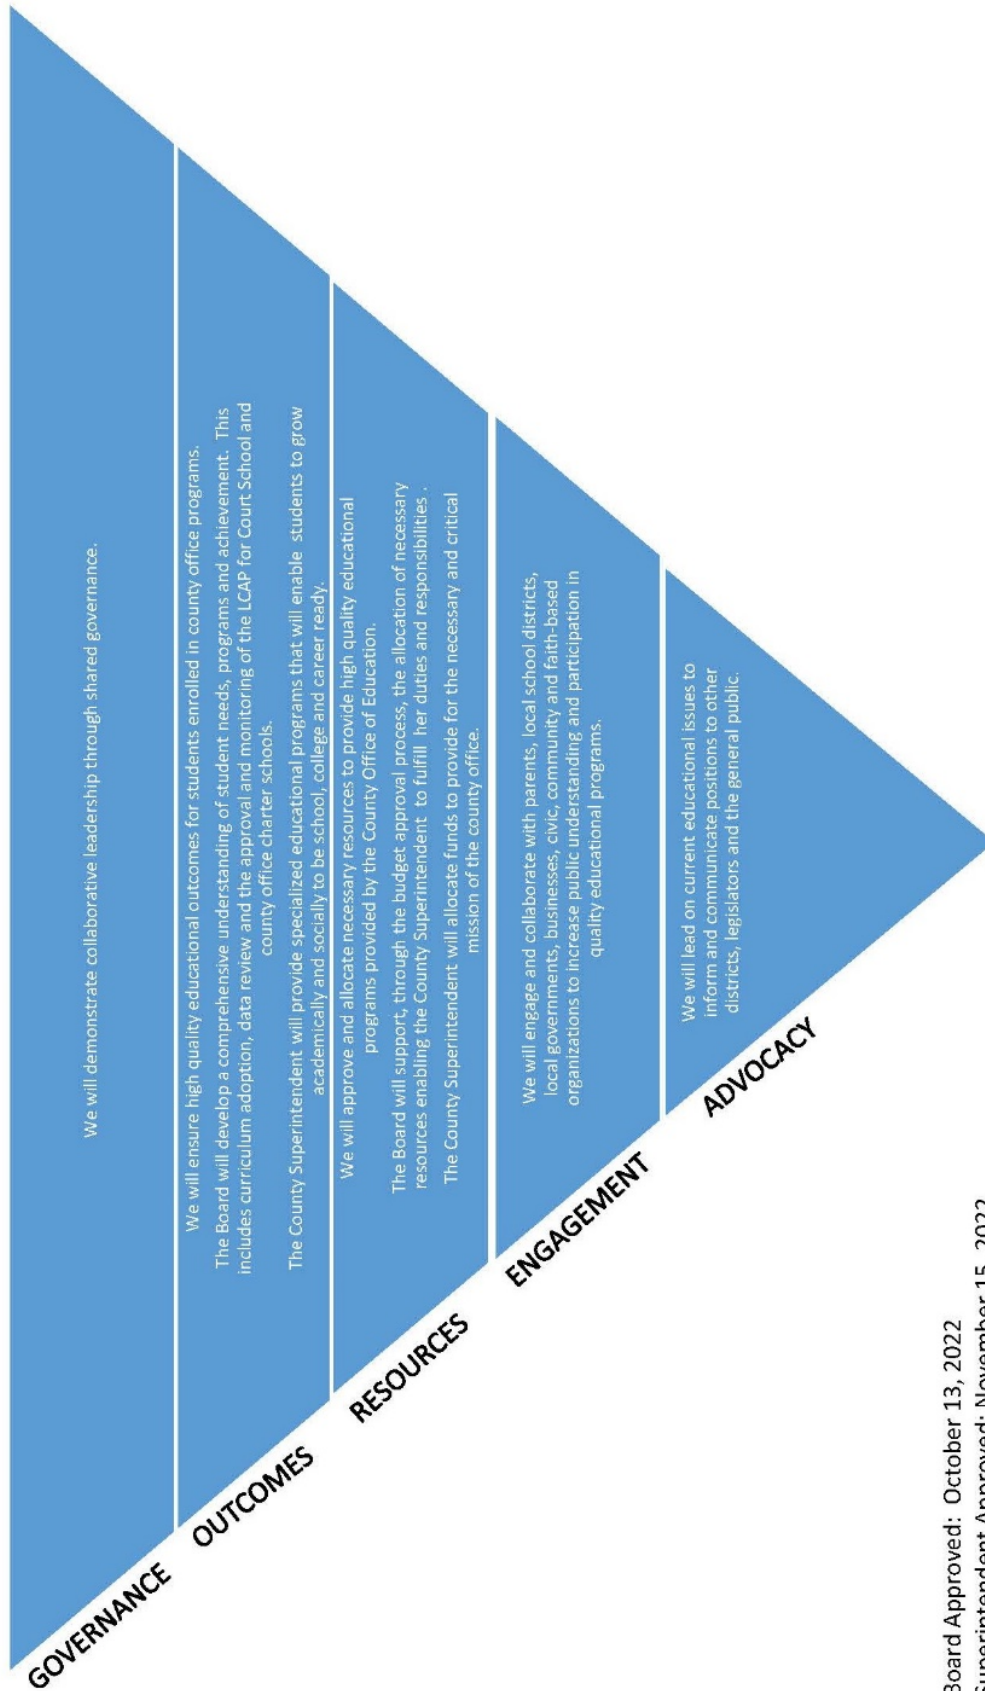 GOVERNANCE
We will demonstrate collaborative leadership through shared governance.
OUTCOMES
We will ensure high quality educational outcomes for students enrolled in county office programs.
The Board will develop a comprehensive understanding of student needs, programs and achievement. This
includes curriculum adoption, data review and the approval and monitoring of the LCAP for Court School and
county office charter schools.
The County Superintendent will provide specialized educational programs that will enable students to grow
academically and socially to be school, college and career ready.
RESOURCES
We will approve and allocate necessary resources to provide high quality educational
programs provided by the County Office of Education.
The Board will support, through the budget approval process, the allocation of necessary
resources enabling the County Superintendent to fulfill her duties and responsibilities .
The County Superintendent will allocate funds to provide for the necessary and critical
mission of the county office.
ENGAGEMENT
We will engage and collaborate with parents, local school districts,
local governments, businesses, civic, community and faith-based
organizations to increase public understanding and participation in
quality educational programs.
ADVOCACY
We will lead on current educational issues to
inform and communicate positions to other
districts, legislators and the general public.
Board Approved: October 13, 2022
Superintendent Approved: November 15, 2022